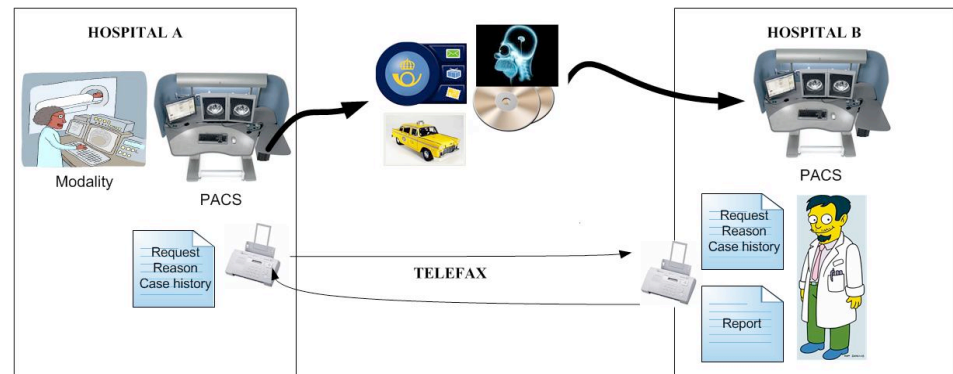 HOSPITAL A
HOSPITAL B
Modality
PACS
PACS
Request
Reason
Case history
TELEFAX
Request
Reason
Case history
Report